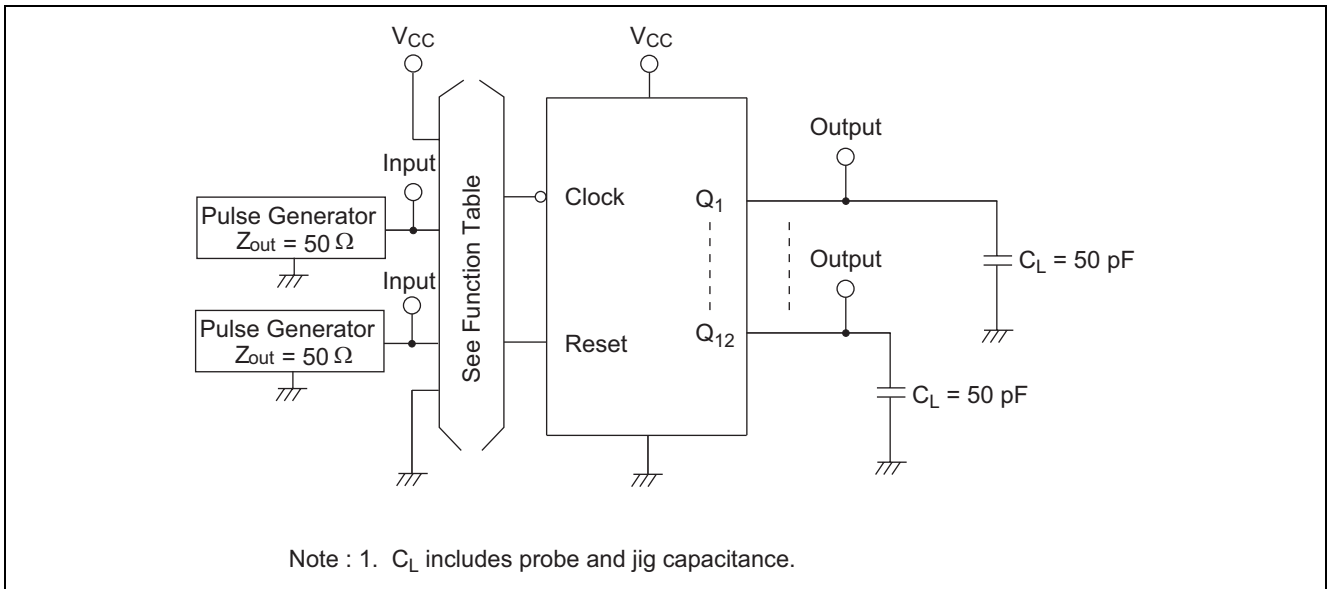 VCC
VCC
Output
Input
See Function Table
Clock
Q1
Pulse Generator
Zout = 50 Ω
CL = 50 pF
Input
Output
Pulse Generator
Zout = 50 Ω
Reset
Q12
CL = 50 pF
Note : 1. CL includes probe and jig capacitance.